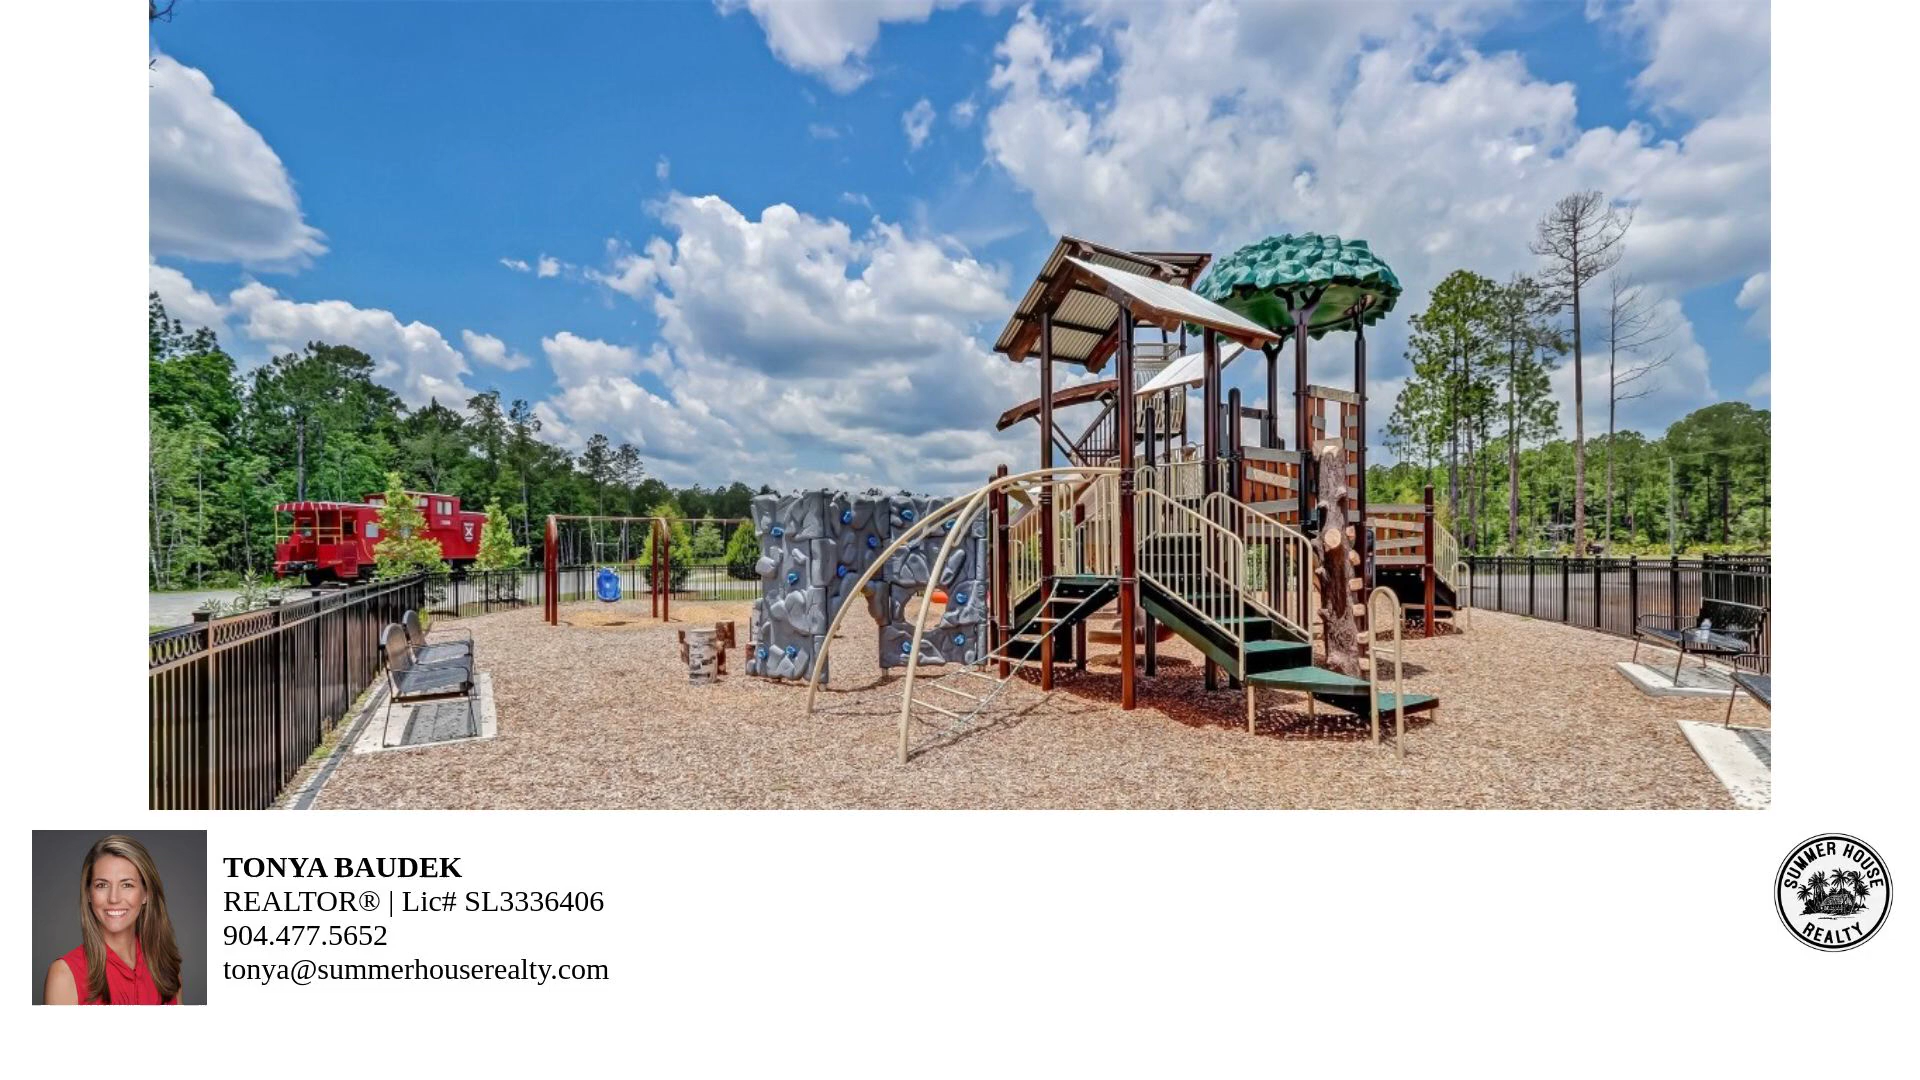 TONYA BAUDEK
REALTOR® | Lic# SL3336406
904.477.5652
tonya@summerhouserealty.com
SUMMER HOUSE
REALTY